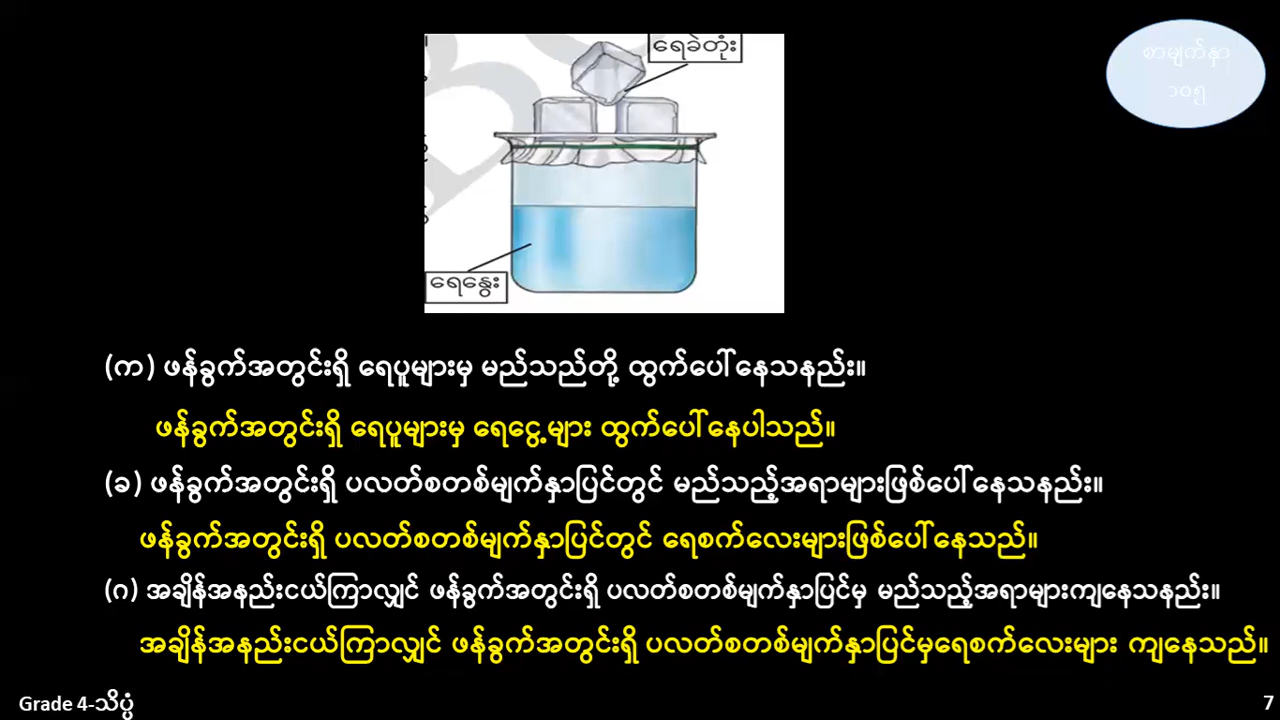 စာမျက်နှာ
၁၀၅
ရေခဲတုံး
ရေနွေး
(က) ဖန်ခွက်အတွင်းရှိ ရေပူများမှ မည်သည်တို့ ထွက်ပေါ်နေသနည်း။
ဖန်ခွက်အတွင်းရှိ ရေပူများမှ ရေငွေ့များ ထွက်ပေါ်နေပါသည်။
(ခ) ဖန်ခွက်အတွင်းရှိ ပလတ်စတစ်မျက်နှာပြင်တွင် မည်သည့်အရာများဖြစ်ပေါ်နေသနည်း။
ဖန်ခွက်အတွင်းရှိ ပလတ်စတစ်မျက်နှာပြင်တွင် ရေစက်လေးများဖြစ်ပေါ်နေသည်။
(ဂ) အချိန်အနည်းငယ်ကြာလျှင် ဖန်ခွက်အတွင်းရှိ ပလတ်စတစ်မျက်နှာပြင်မှ မည်သည့်အရာများကျနေသနည်း။
အချိန်အနည်းငယ်ကြာလျှင် ဖန်ခွက်အတွင်းရှိ ပလတ်စတစ်မျက်နှာပြင်မှရေစက်လေးများ ကျနေသည်။
Grade 4-သိပ္ပံ
7